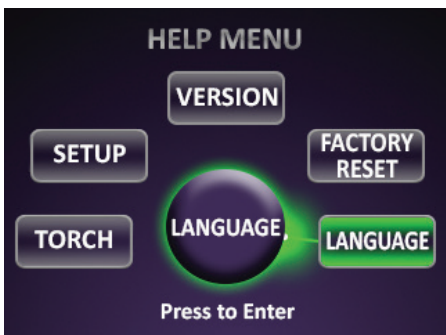 HELP MENU
VERSION
SETUP
FACTORY
RESET
TORCH
LANGUAGE
LANGUAGE
Press to Enter